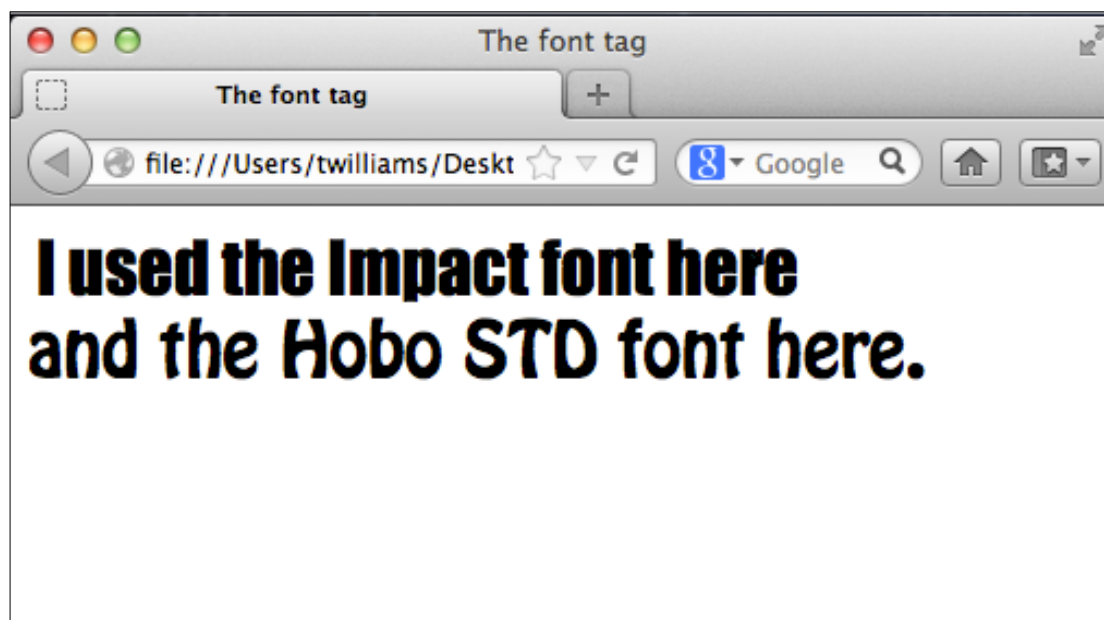 The font tag
The font tag
file:///Users/twilliams/Deskt
Google
I used the Impact font here
and the Hobo STD font here.